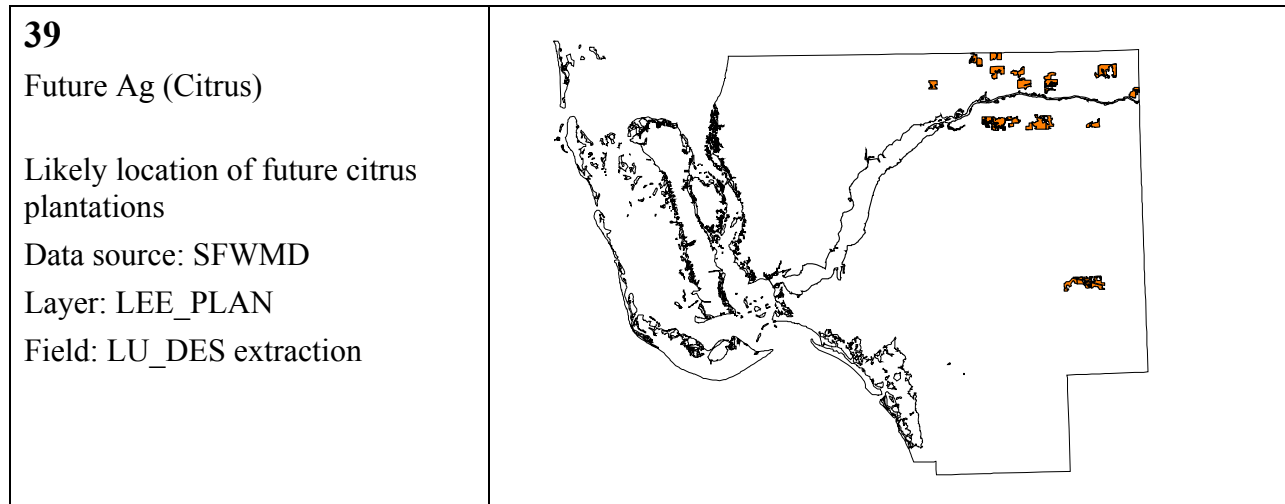 39
Future Ag (Citrus)
Likely location of future citrus
plantations
Data source: SFWMD
Layer: LEE_PLAN
Field: LU_DES extraction